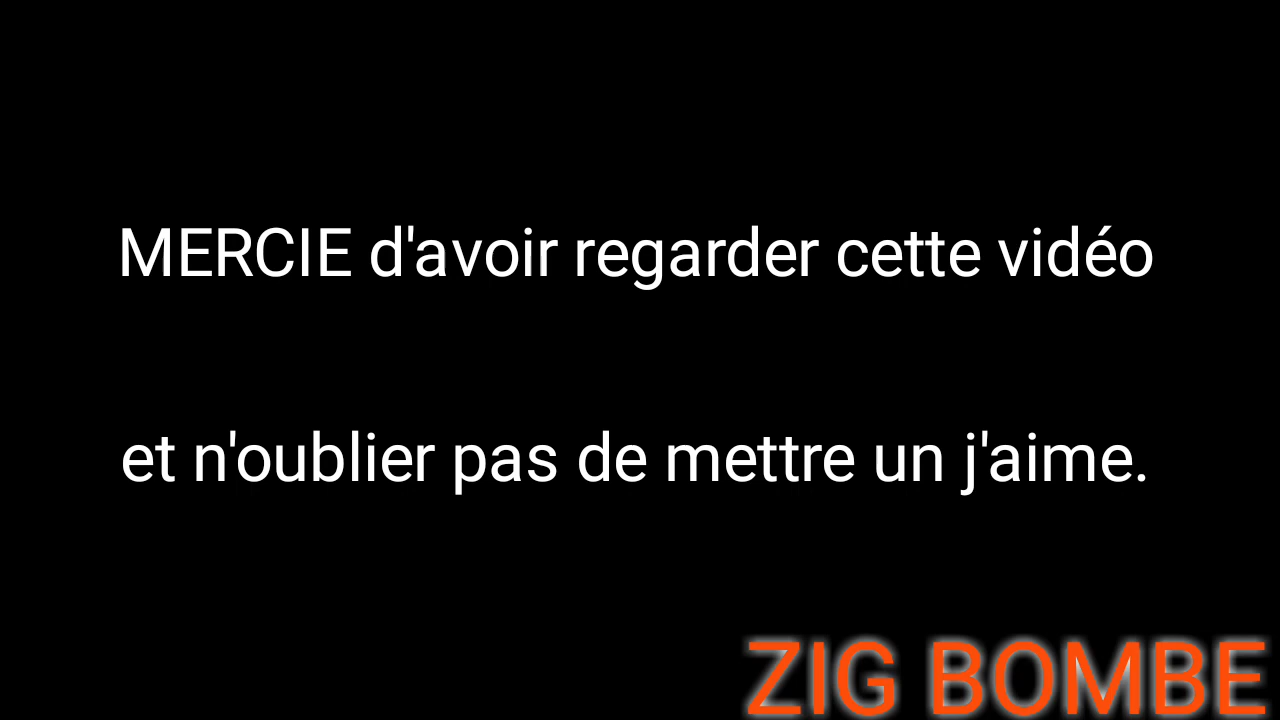 MERCIE d'avoir regarder cette vidéo
et n'oublier pas de mettre un j'aime.
ZIG BOMBE